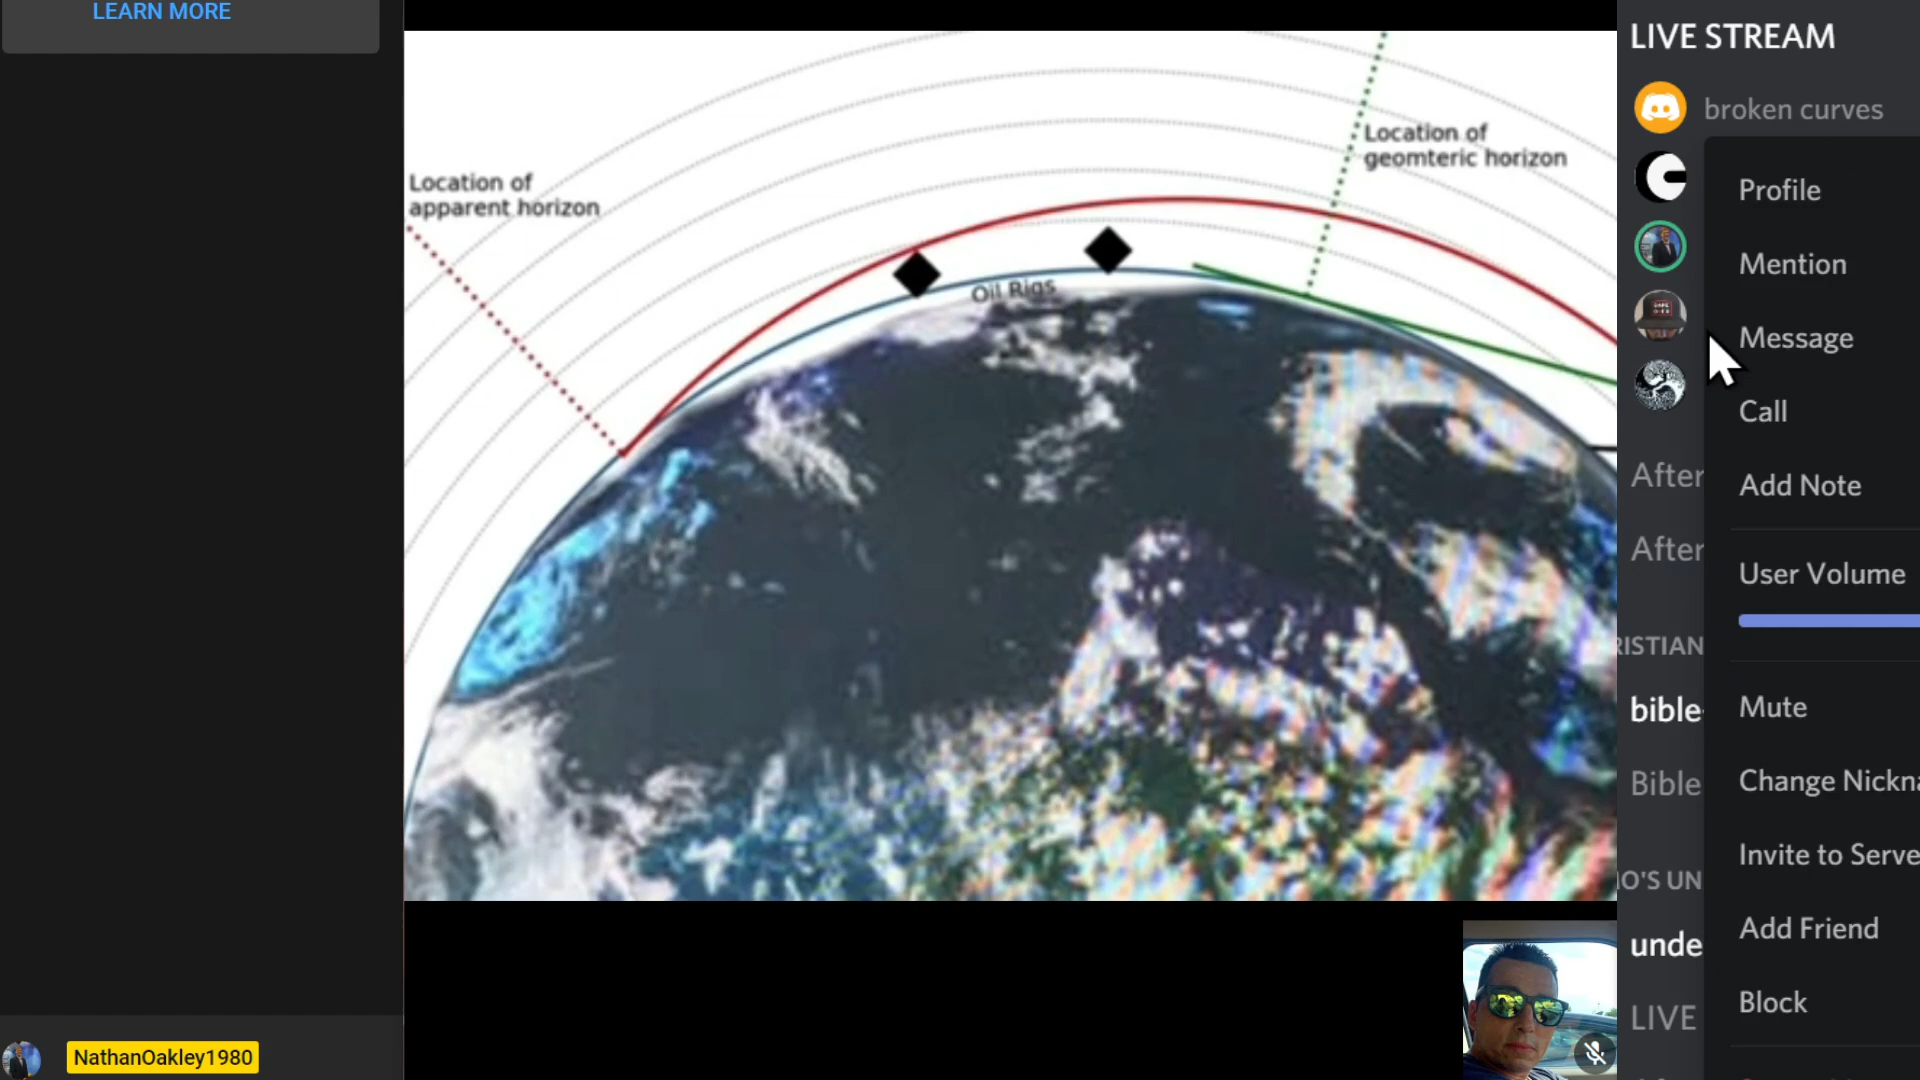 LEARN MORE
NathanOakley1980
Location of
apparent horizon
Location of
geomteric horizon
Oil Rigs
LIVE STREAM
broken curves
Profile
Mention
Message
Call
Add Note
After
After
User Volume
RISTIAN
bible-
Mute
Bible
Change Nickna
Invite to Serve
O'S UN
Add Friend
unde
Block
LIVE